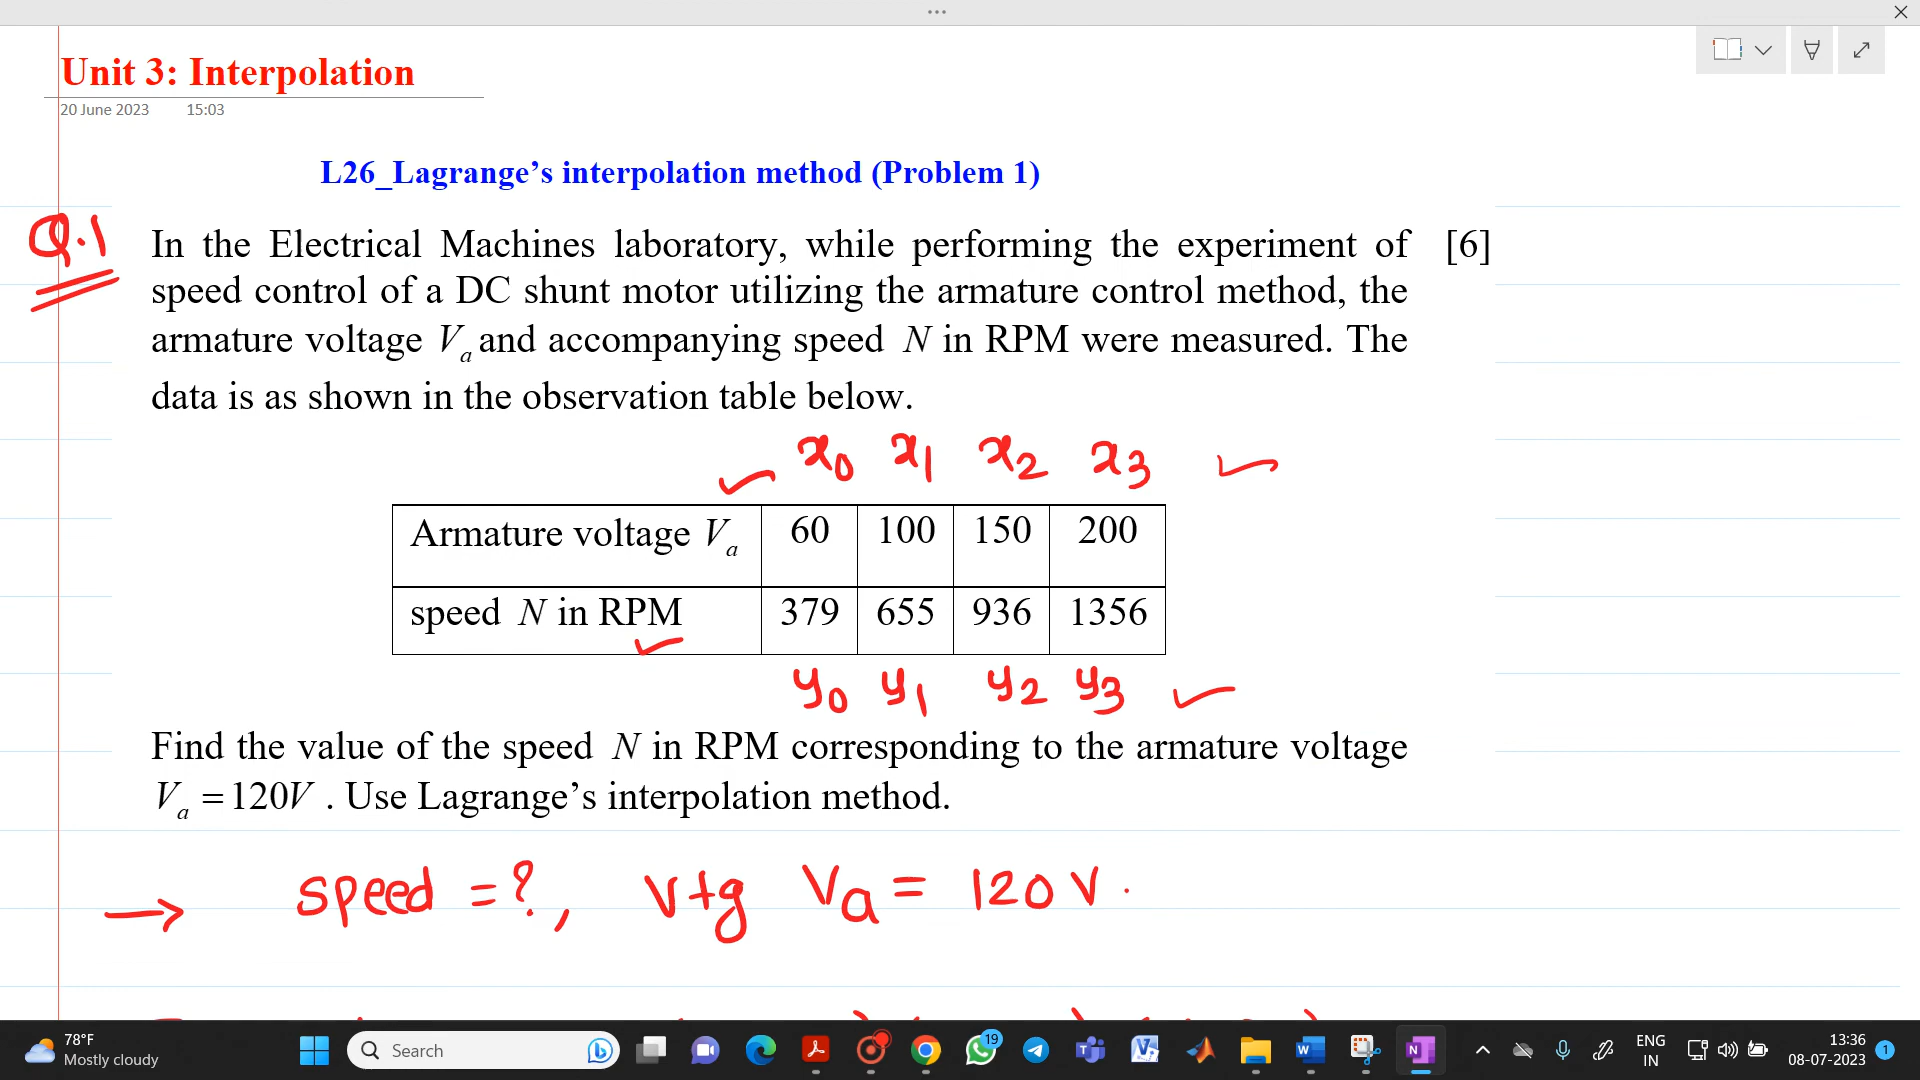 Unit 3: Interpolation
20 June 2023 15:03
L26_Lagrange’s interpolation method (Problem 1)
Q.1
In the Electrical Machines laboratory, while performing the experiment of [6]
speed control of a DC shunt motor utilizing the armature control method, the
armature voltage Va and accompanying speed N in RPM were measured. The
data is as shown in the observation table below.
x0 x1 x2 x3
Armature voltage Va 60 100 150 200
speed N in RPM 379 655 936 1356
y0 y1 y2 y3
Find the value of the speed N in RPM corresponding to the armature voltage
Va = 120V . Use Lagrange’s interpolation method.
→ speed = ?, Vtg Va = 120 V.
78°F
Mostly cloudy
Search
19
ENG
IN
13:36
08-07-2023
1